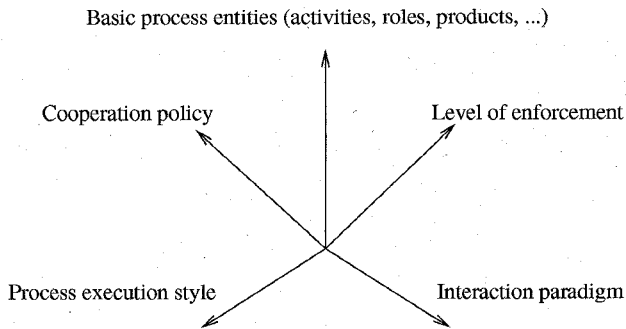 Basic process entities (activities, roles, products, ...)
Cooperation policy
Level of enforcement
Process execution style
Interaction paradigm